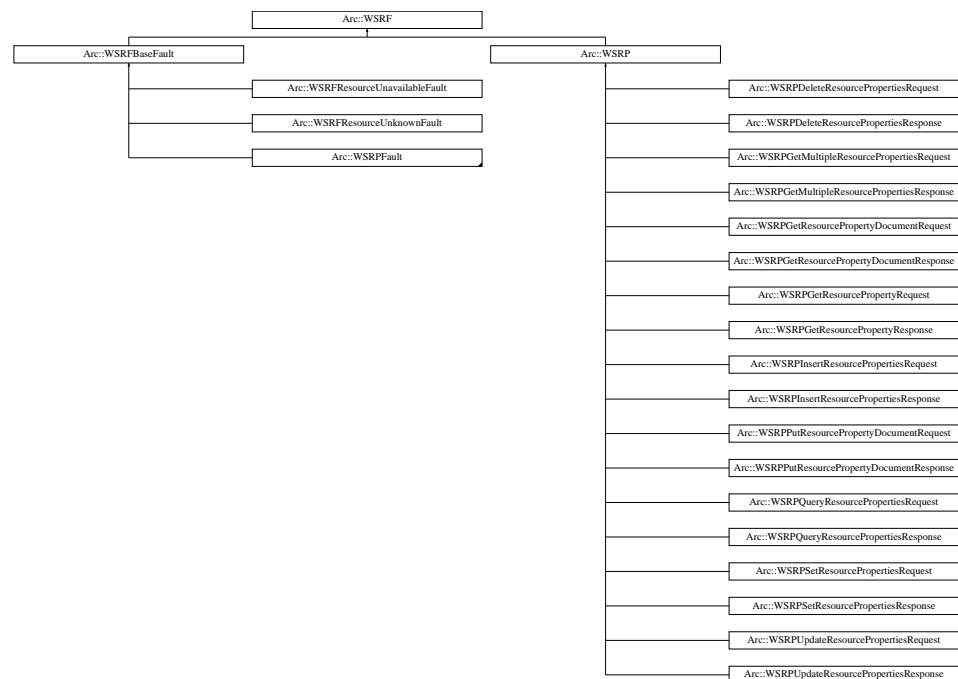 Arc::WSRF
Arc::WSRFBaseFault
Arc::WSRP
Arc::WSRFResourceUnavailableFault
Arc::WSRPDeleteResourcePropertiesRequest
Arc::WSRFResourceUnknownFault
Arc::WSRPDeleteResourcePropertiesResponse
Arc::WSRPFault
Arc::WSRPGetMultipleResourcePropertiesRequest
Arc::WSRPGetMultipleResourcePropertiesResponse
Arc::WSRPGetResourcePropertyDocumentRequest
Arc::WSRPGetResourcePropertyDocumentResponse
Arc::WSRPGetResourcePropertyRequest
Arc::WSRPGetResourcePropertyResponse
Arc::WSRPInsertResourcePropertiesRequest
Arc::WSRPInsertResourcePropertiesResponse
Arc::WSRPPutResourcePropertyDocumentRequest
Arc::WSRPPutResourcePropertyDocumentResponse
Arc::WSRPQueryResourcePropertiesRequest
Arc::WSRPQueryResourcePropertiesResponse
Arc::WSRPSetResourcePropertiesRequest
Arc::WSRPSetResourcePropertiesResponse
Arc::WSRPUpdateResourcePropertiesRequest
Arc::WSRPUpdateResourcePropertiesResponse